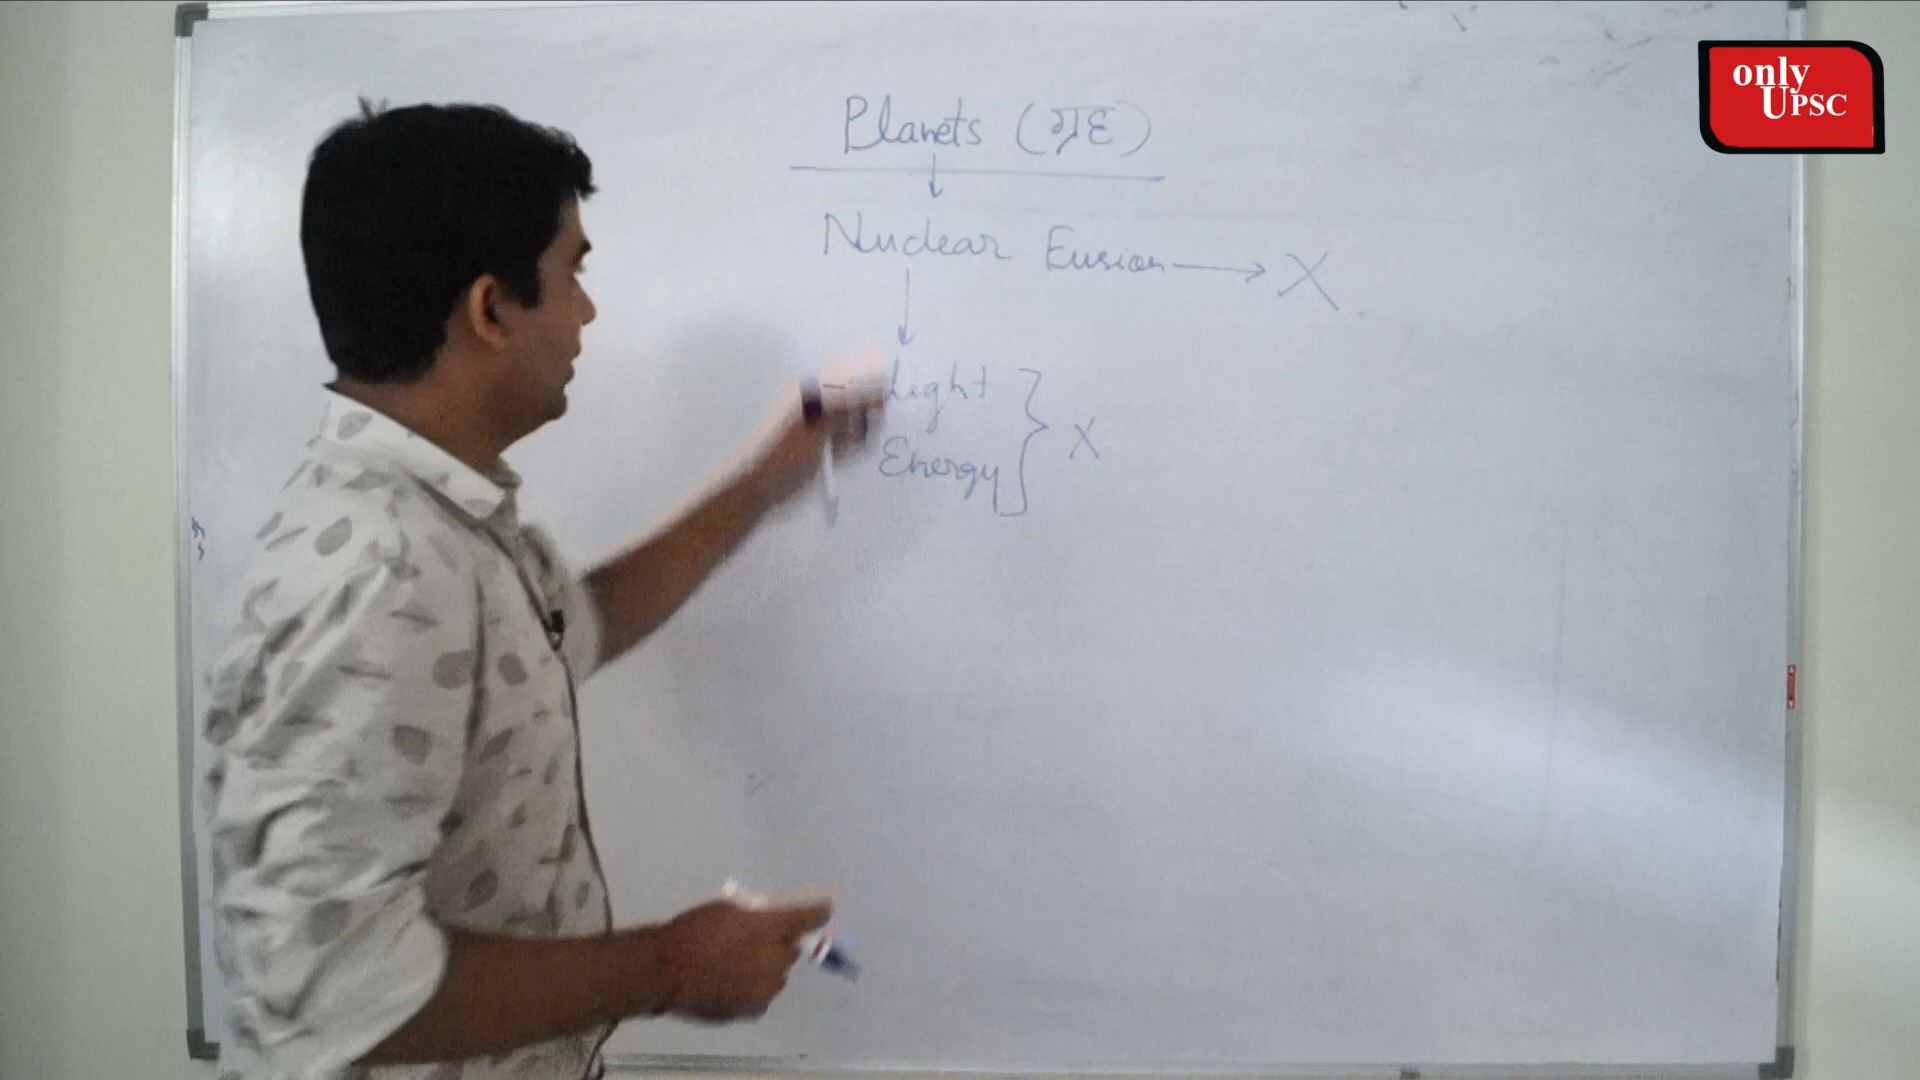 Planets (ग्रह)
Nuclear Fusion → X
Light
Energy } X
only
UPSC